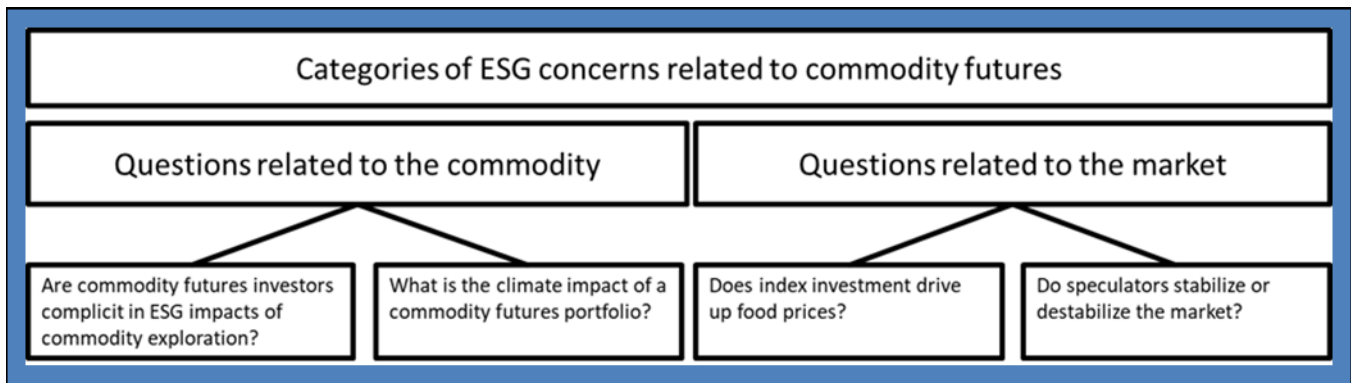 Categories of ESG concerns related to commodity futures
Questions related to the commodity
Questions related to the market
Are commodity futures investors
complicit in ESG impacts of
commodity exploration?
What is the climate impact of a
commodity futures portfolio?
Does index investment drive
up food prices?
Do speculators stabilize or
destabilize the market?